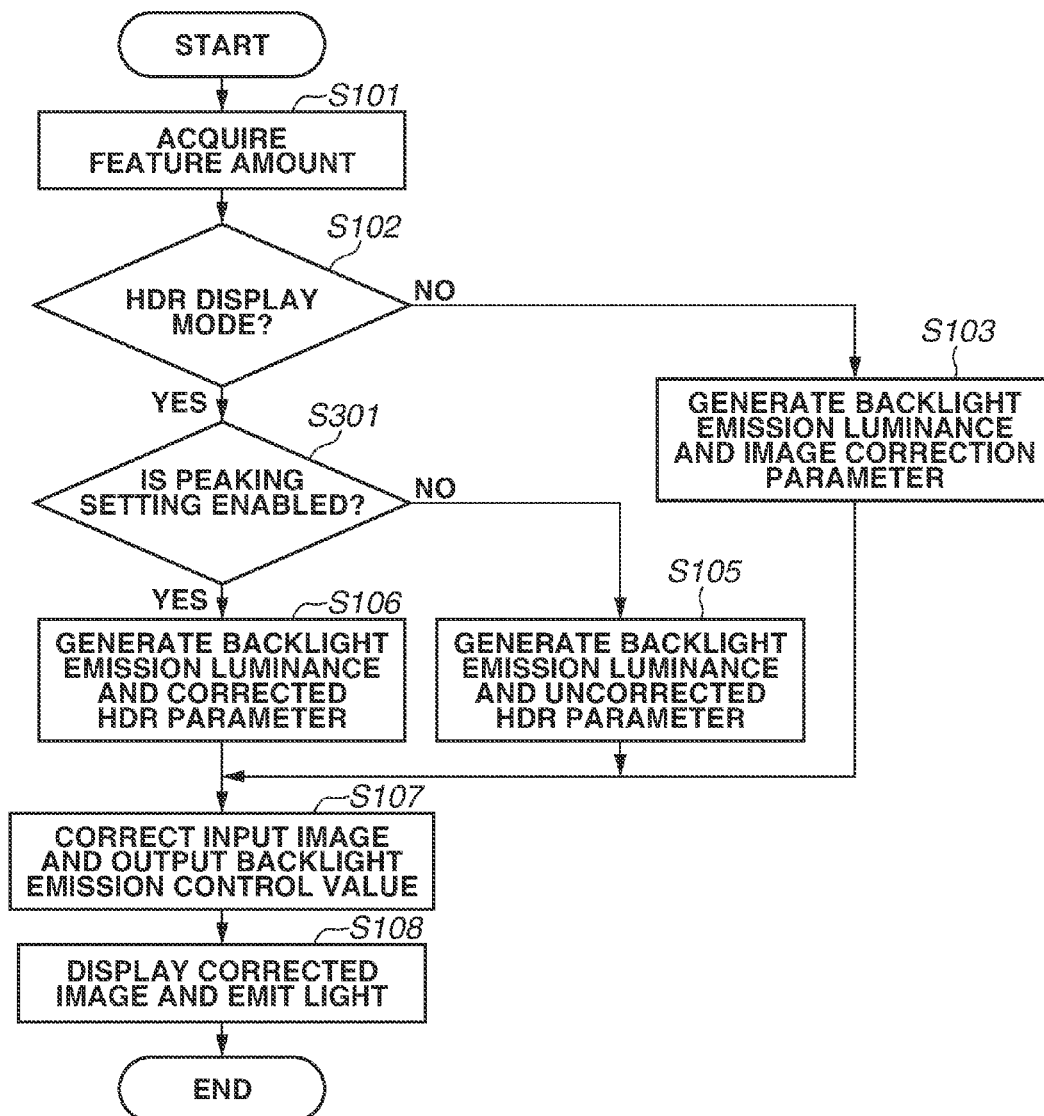 START
S101
ACQUIRE
FEATURE AMOUNT
S102
HDR DISPLAY
MODE?
NO
YES
S103
GENERATE BACKLIGHT
EMISSION LUMINANCE
AND IMAGE CORRECTION
PARAMETER
S301
IS PEAKING
SETTING ENABLED?
NO
YES
S106
GENERATE BACKLIGHT
EMISSION LUMINANCE
AND CORRECTED
HDR PARAMETER
S105
GENERATE BACKLIGHT
EMISSION LUMINANCE
AND UNCORRECTED
HDR PARAMETER
S107
CORRECT INPUT IMAGE
AND OUTPUT BACKLIGHT
EMISSION CONTROL VALUE
S108
DISPLAY CORRECTED
IMAGE AND EMIT LIGHT
END